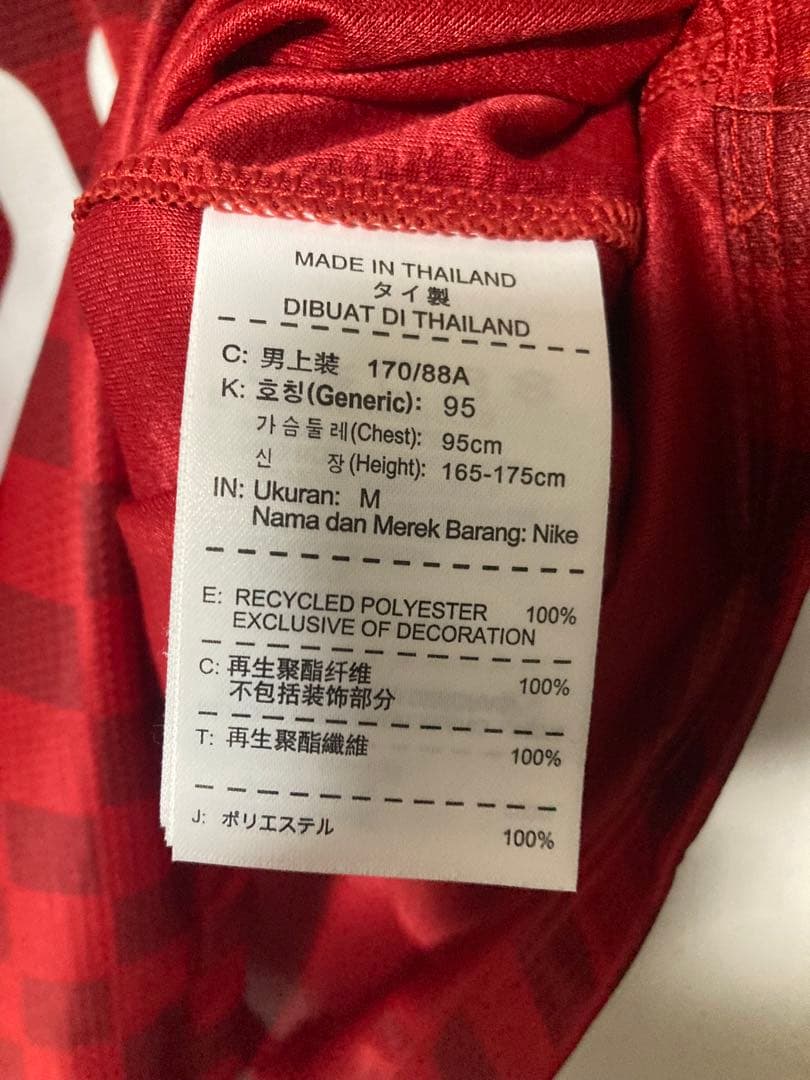 MADE IN THAILAND
タイ製
DIBUAT DI THAILAND
C: 男上装 170/88A
K: 호칭(Generic): 95
가슴둘레(Chest): 95cm
신 장(Height): 165-175cm
IN: Ukuran: M
Nama dan Merek Barang: Nike
E: RECYCLED POLYESTER 100%
EXCLUSIVE OF DECORATION
C: 再生聚酯纤维 100%
不包括装饰部分
T: 再生聚酯纖維 100%
J: ポリエステル 100%